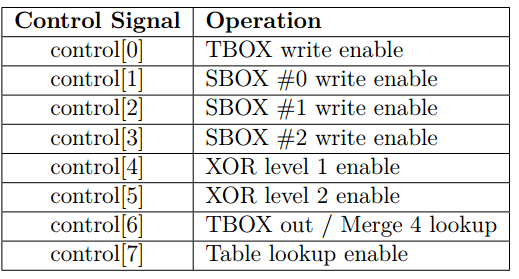 Control Signal Operation
control[0] TBOX write enable
control[1] SBOX #0 write enable
control[2] SBOX #1 write enable
control[3] SBOX #2 write enable
control[4] XOR level 1 enable
control[5] XOR level 2 enable
control[6] TBOX out / Merge 4 lookup
control[7] Table lookup enable